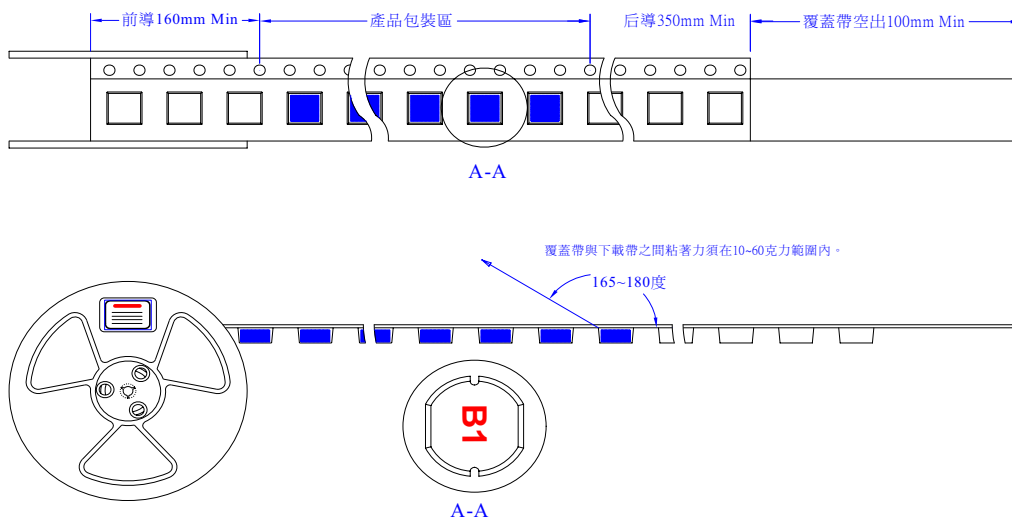 前導160mm Min
產品包裝區
后導350mm Min
覆蓋帶空出100mm Min
A-A
覆蓋帶與下載帶之間粘著力須在10~60克力範圍內。
165~180度
B1
A-A